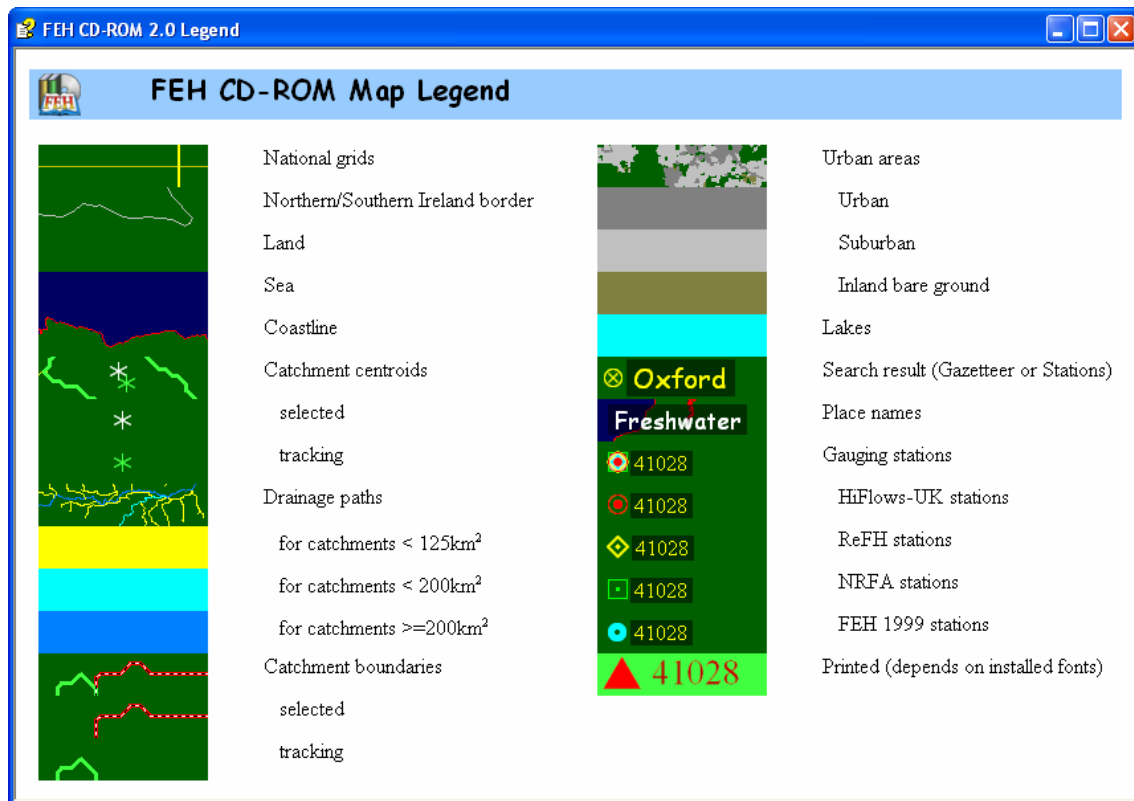 FEH CD-ROM 2.0 Legend
FEH
FEH CD-ROM Map Legend
National grids
Northern/Southern Ireland border
Land
Sea
Coastline
Catchment centroids
selected
tracking
Drainage paths
for catchments < 125km²
for catchments < 200km²
for catchments >=200km²
Catchment boundaries
selected
tracking
Urban areas
Urban
Suburban
Inland bare ground
Lakes
Oxford
Search result (Gazetteer or Stations)
Freshwater
Place names
41028
Gauging stations
41028
HiFlows-UK stations
41028
ReFH stations
41028
NRFA stations
41028
FEH 1999 stations
41028
Printed (depends on installed fonts)